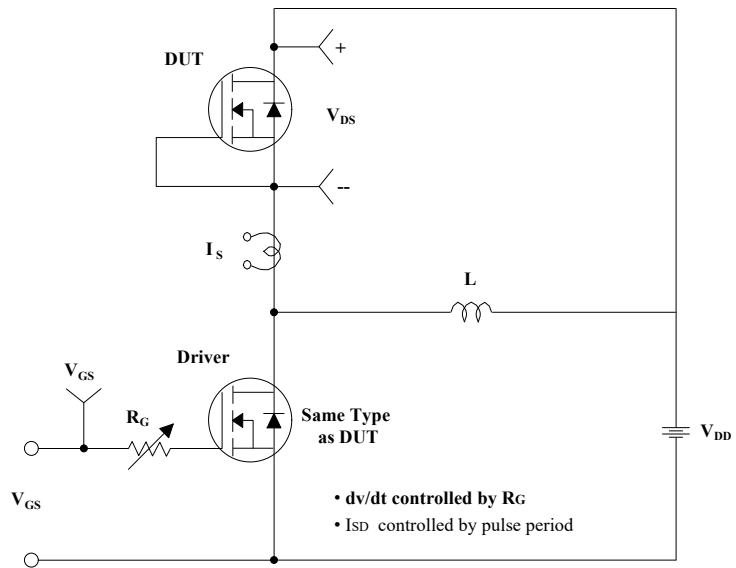 DUT
+
VDS
--
IS
L
Driver
VGS
RG
Same Type
as DUT
VDD
VGS
• dv/dt controlled by RG
• ISD controlled by pulse period